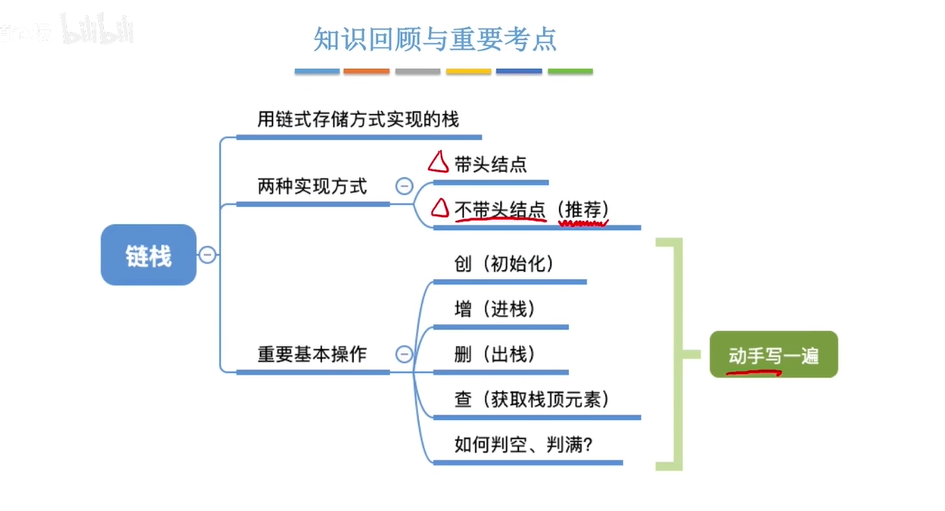 bilibili
知识回顾与重要考点
用链式存储方式实现的栈
两种实现方式
带头结点
不带头结点（推荐）
链栈
重要基本操作
创（初始化）
增（进栈）
删（出栈）
查（获取栈顶元素）
如何判空、判满?
动手写一遍